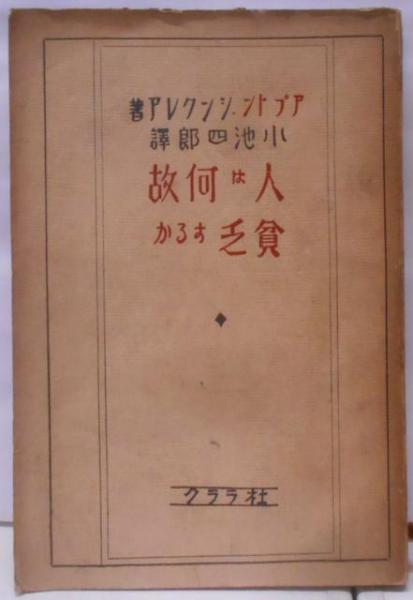 アプトン・シンクレア著
小池四郎譯
人は何故
貧乏するか
クララ社